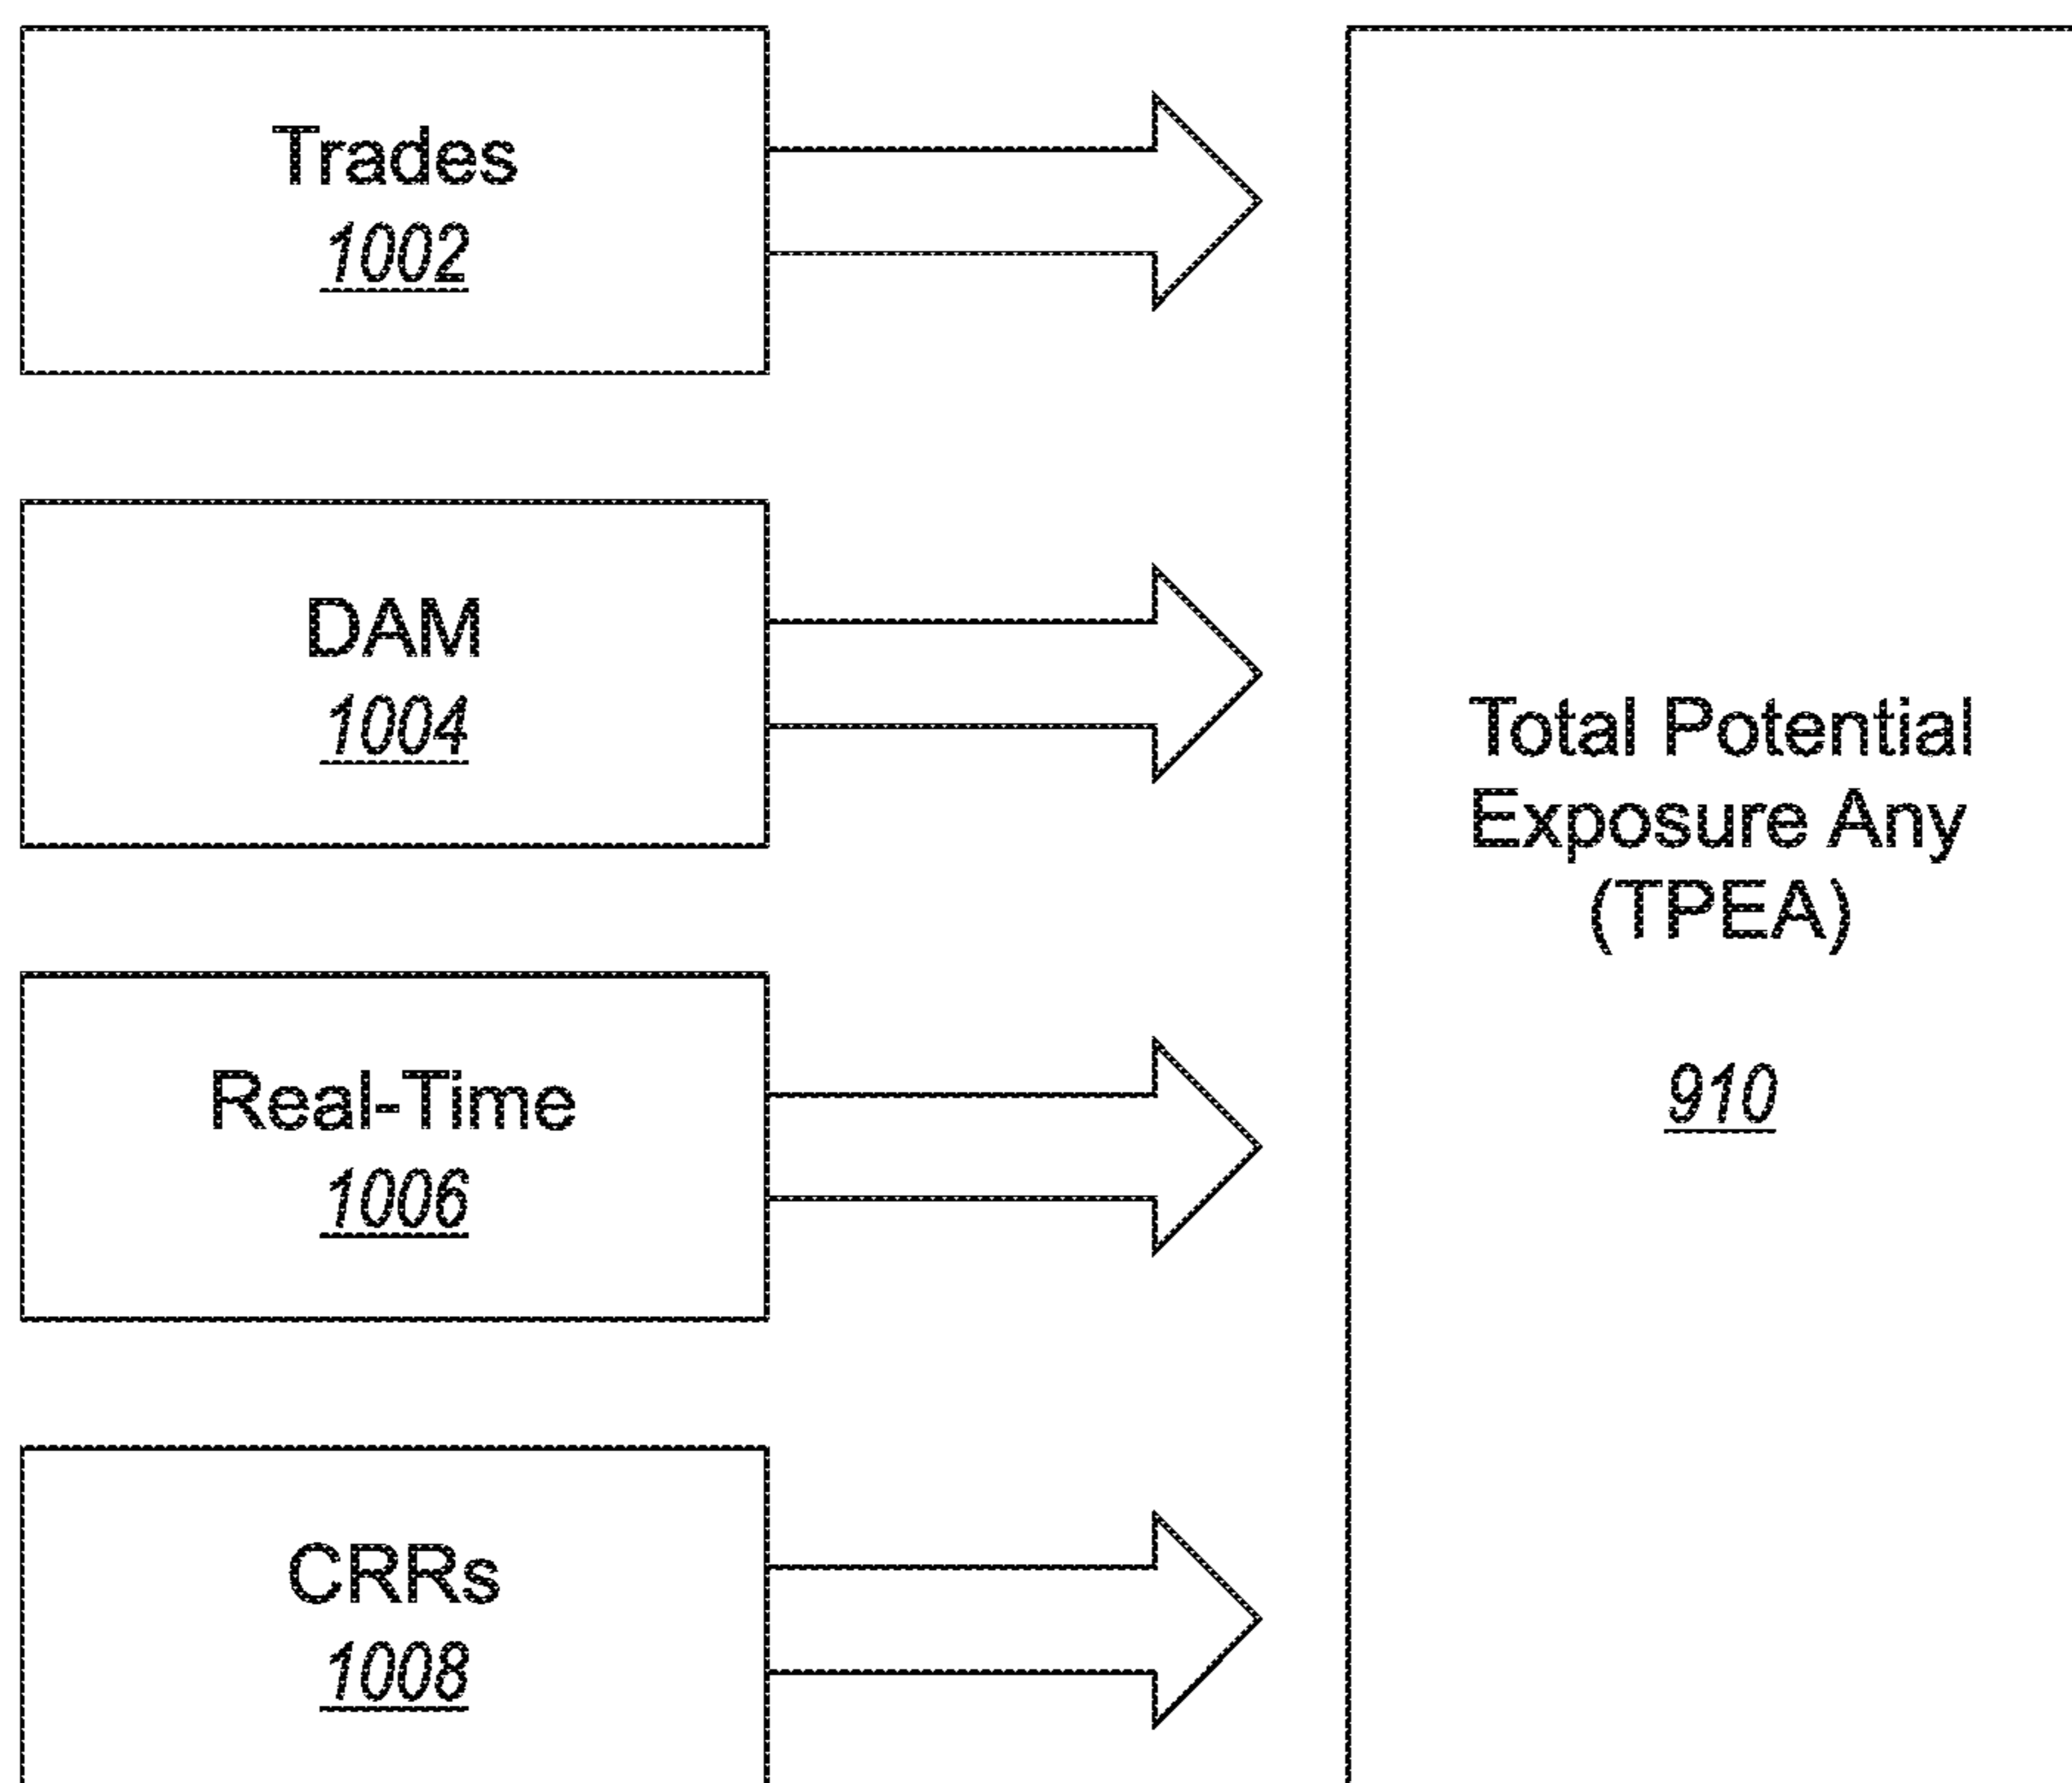 Trades
1002
DAM
1004
Real-Time
1006
CRRs
1008
Total Potential
Exposure Any
(TPEA)
910